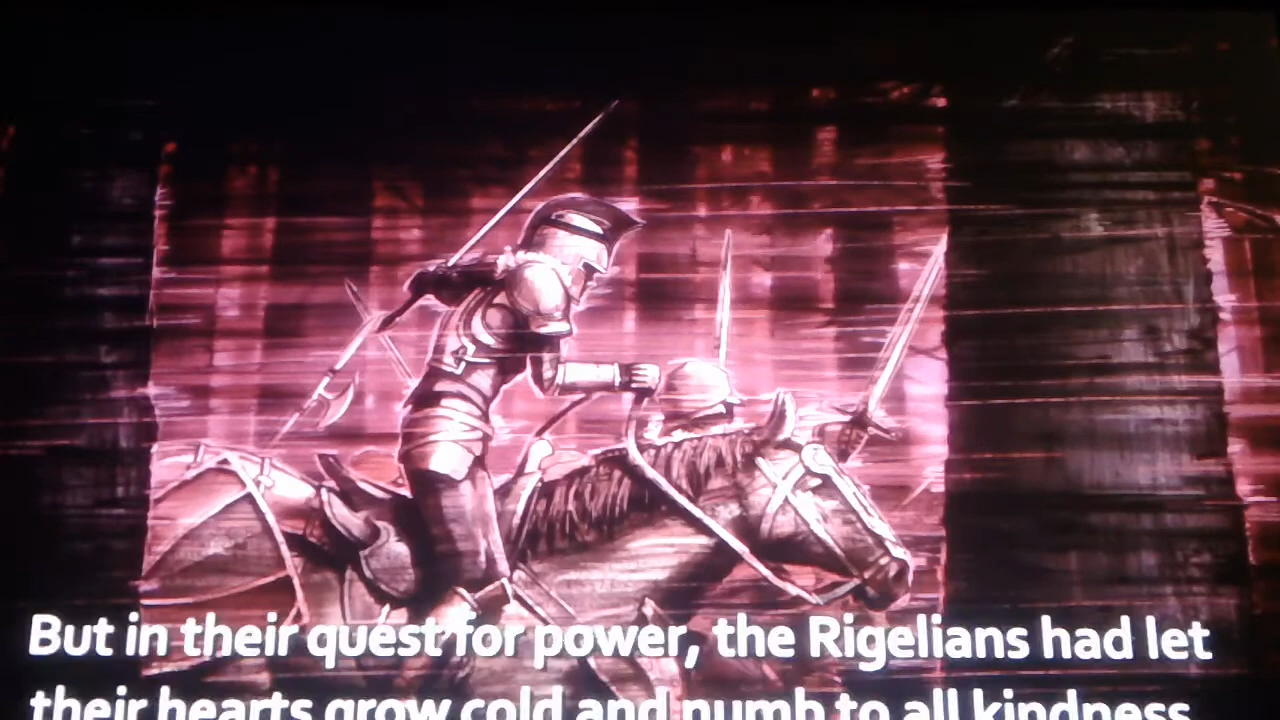 But in their quest for power, the Rigelians had let
their hearts grow cold and numb to all kindness